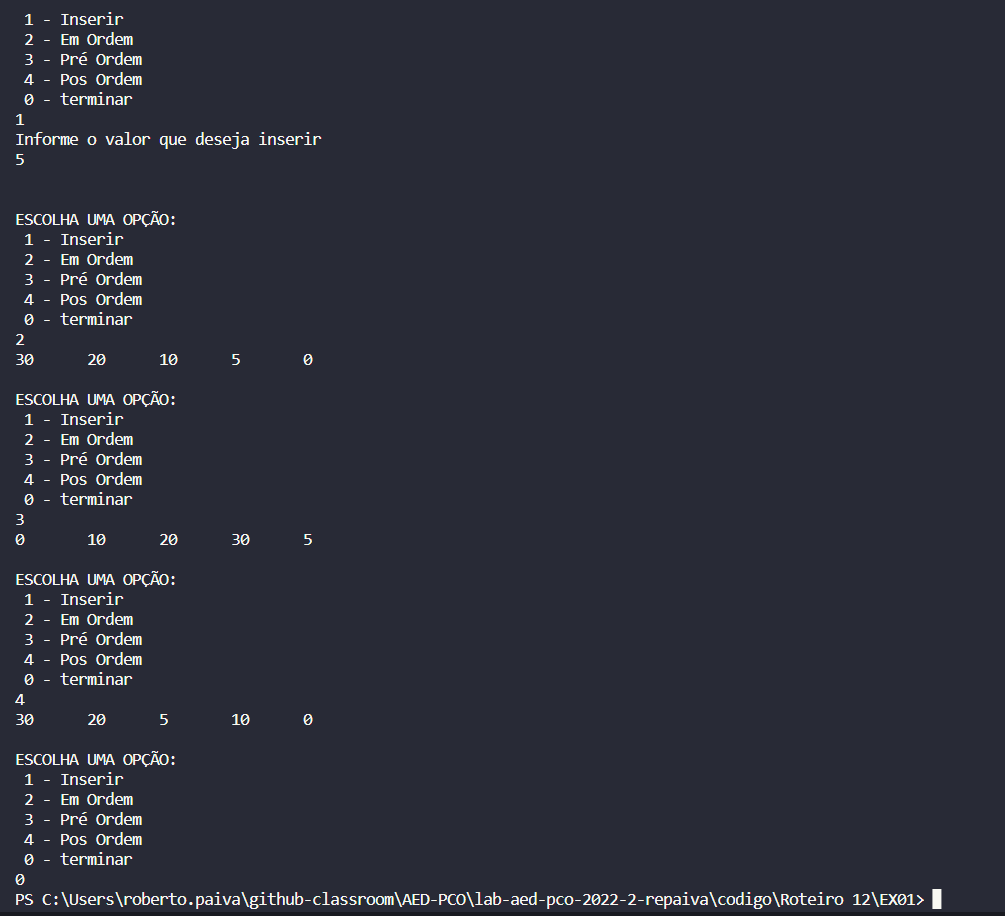 1 - Inserir
2 - Em Ordem
3 - Pré Ordem
4 - Pos Ordem
0 - terminar
1
Informe o valor que deseja inserir
5
ESCOLHA UMA OPÇÃO:
1 - Inserir
2 - Em Ordem
3 - Pré Ordem
4 - Pos Ordem
0 - terminar
2
30 20 10 5 0
ESCOLHA UMA OPÇÃO:
1 - Inserir
2 - Em Ordem
3 - Pré Ordem
4 - Pos Ordem
0 - terminar
3
0 10 20 30 5
ESCOLHA UMA OPÇÃO:
1 - Inserir
2 - Em Ordem
3 - Pré Ordem
4 - Pos Ordem
0 - terminar
4
30 20 5 10 0
ESCOLHA UMA OPÇÃO:
1 - Inserir
2 - Em Ordem
3 - Pré Ordem
4 - Pos Ordem
0 - terminar
0
PS C:\Users\roberto.paiva\github-classroom\AED-PCO\lab-aed-pco-2022-2-repaiva\codigo\Roteiro 12\EX01>